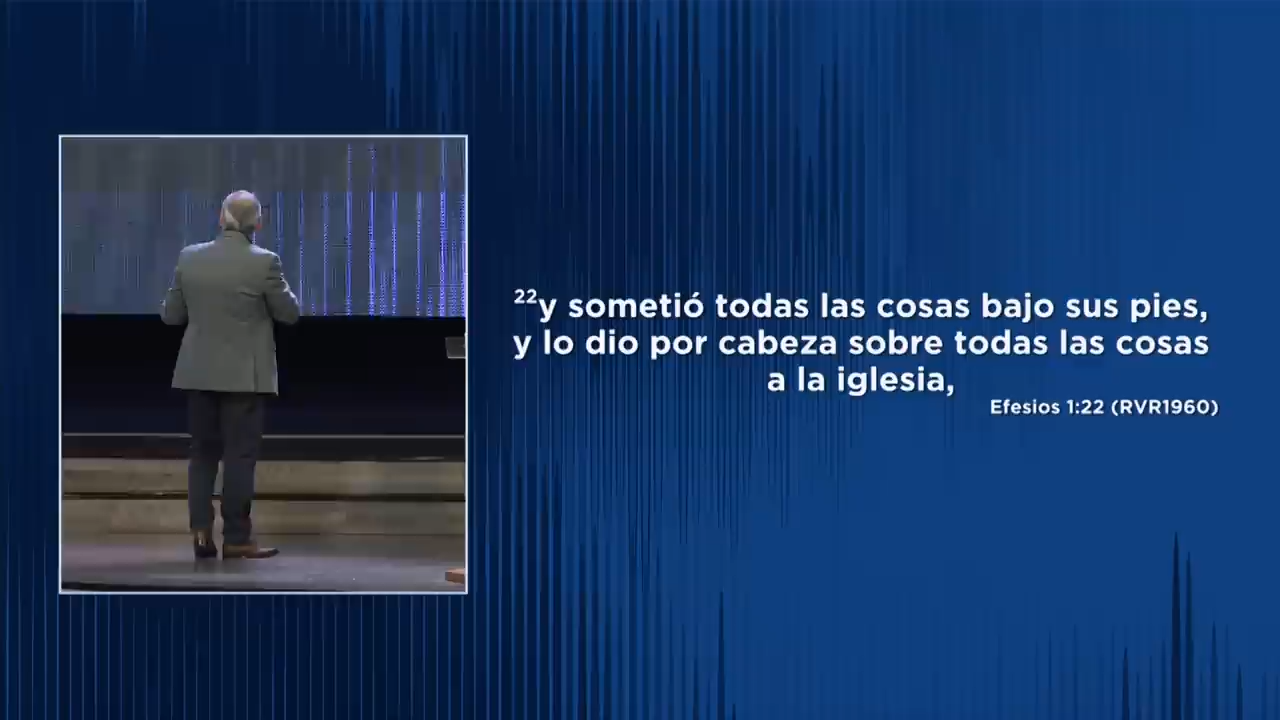 ²²y sometió todas las cosas bajo sus pies,
y lo dio por cabeza sobre todas las cosas
a la iglesia,
Efesios 1:22 (RVR1960)